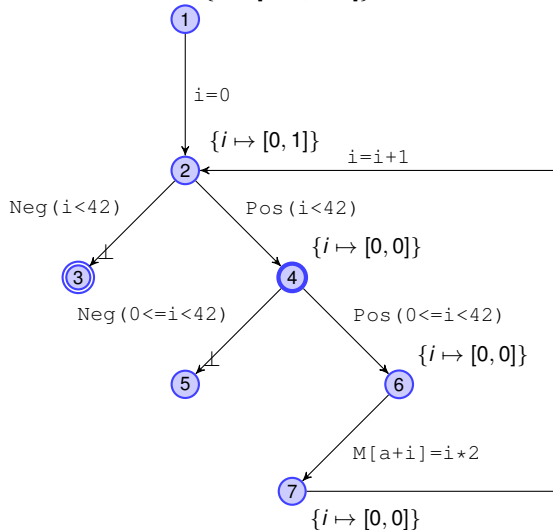 1
i=0
{i ↦ [0, 1]}
i=i+1
2
Neg(i<42)
Pos(i<42)
{i ↦ [0, 0]}
⊥
3
4
Neg(0<=i<42)
Pos(0<=i<42)
{i ↦ [0, 0]}
⊥
5
6
M[a+i]=i*2
7
{i ↦ [0, 0]}